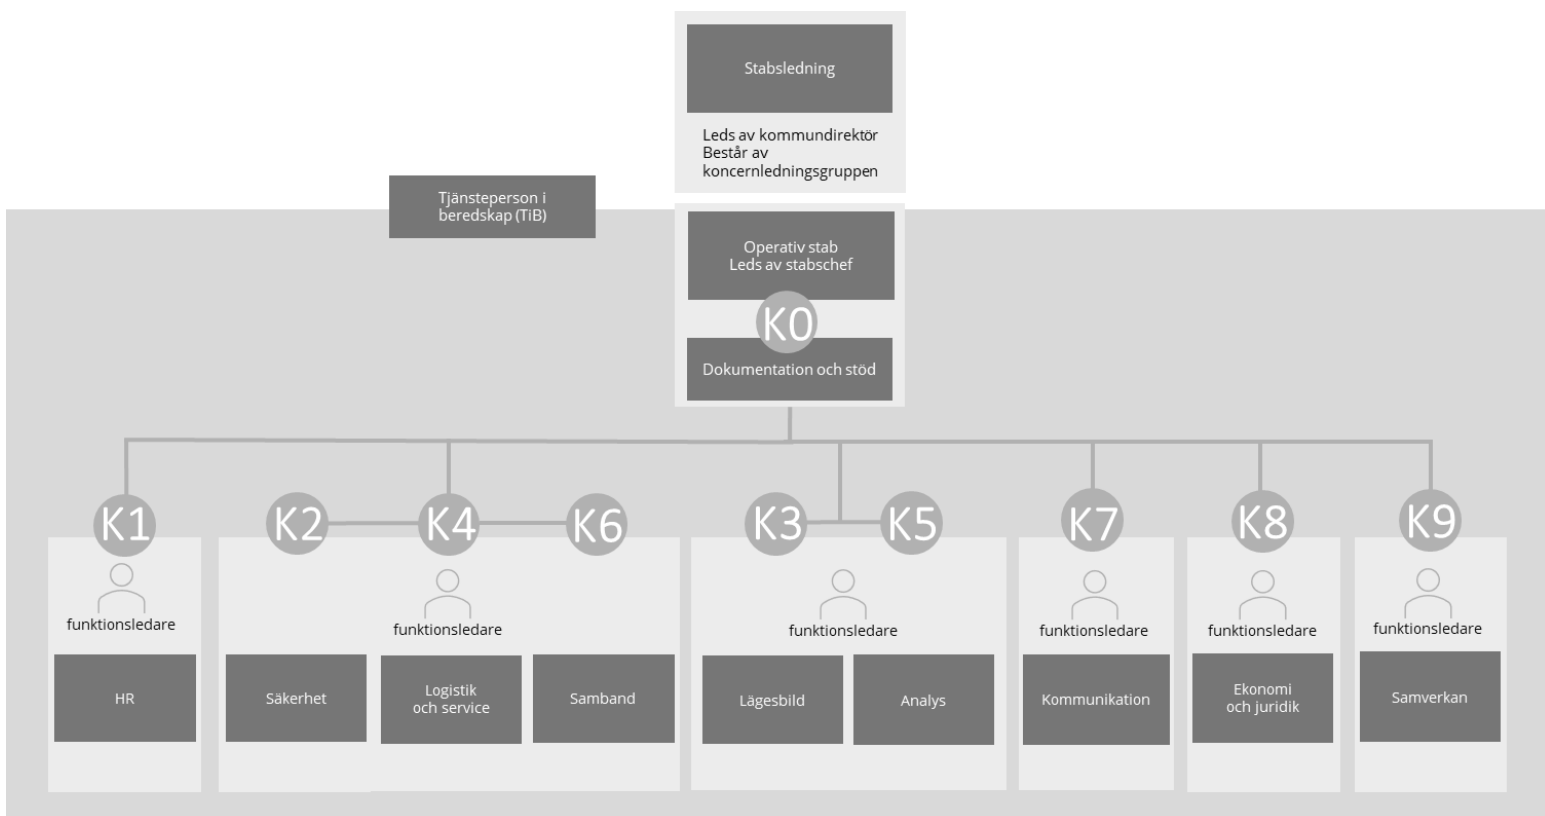 Stabsledning
Leds av kommundirektör
Består av
koncernledningsgruppen
Tjänsteperson i
beredskap (TiB)
Operativ stab
Leds av stabschef
K0
Dokumentation och stöd
K1
K2
K4
K6
K3
K5
K7
K8
K9
funktionsledare
funktionsledare
funktionsledare
funktionsledare
funktionsledare
funktionsledare
HR
Säkerhet
Logistik
och service
Samband
Lägesbild
Analys
Kommunikation
Ekonomi
och juridik
Samverkan